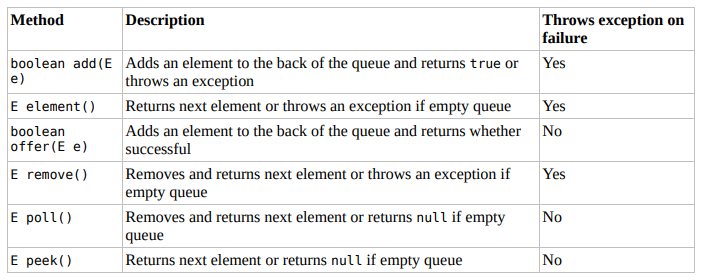 Method Description Throws exception on
failure
boolean add(E Adds an element to the back of the queue and returns true or Yes
e) throws an exception
E element() Returns next element or throws an exception if empty queue Yes
boolean Adds an element to the back of the queue and returns whether No
offer(E e) successful
E remove() Removes and returns next element or throws an exception if Yes
empty queue
E poll() Removes and returns next element or returns null if empty No
queue
E peek() Returns next element or returns null if empty queue No